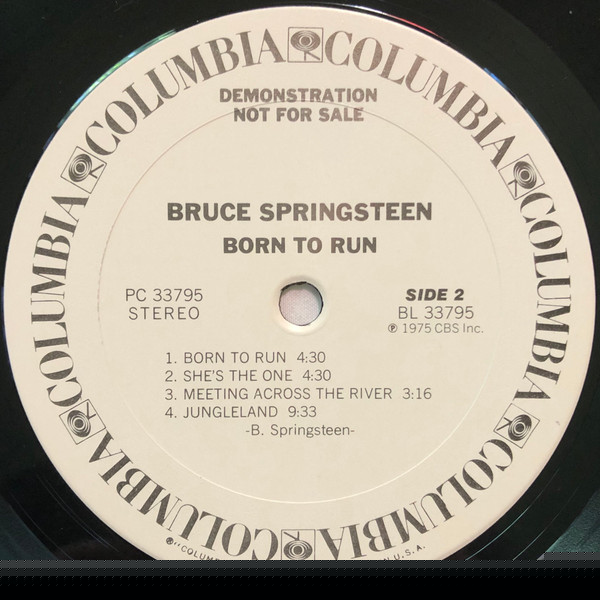 COLUMBIA COLUMBIA COLUMBIA COLUMBIA COLUMBIA COLUMBIA COLUMBIA COLUMBIA
DEMONSTRATION
NOT FOR SALE
BRUCE SPRINGSTEEN
BORN TO RUN
PC 33795
STEREO
SIDE 2
BL 33795
℗ 1975 CBS Inc.
1. BORN TO RUN 4:30
2. SHE'S THE ONE 4:30
3. MEETING ACROSS THE RIVER 3:16
4. JUNGLELAND 9:33
-B. Springsteen-
U.S.A.